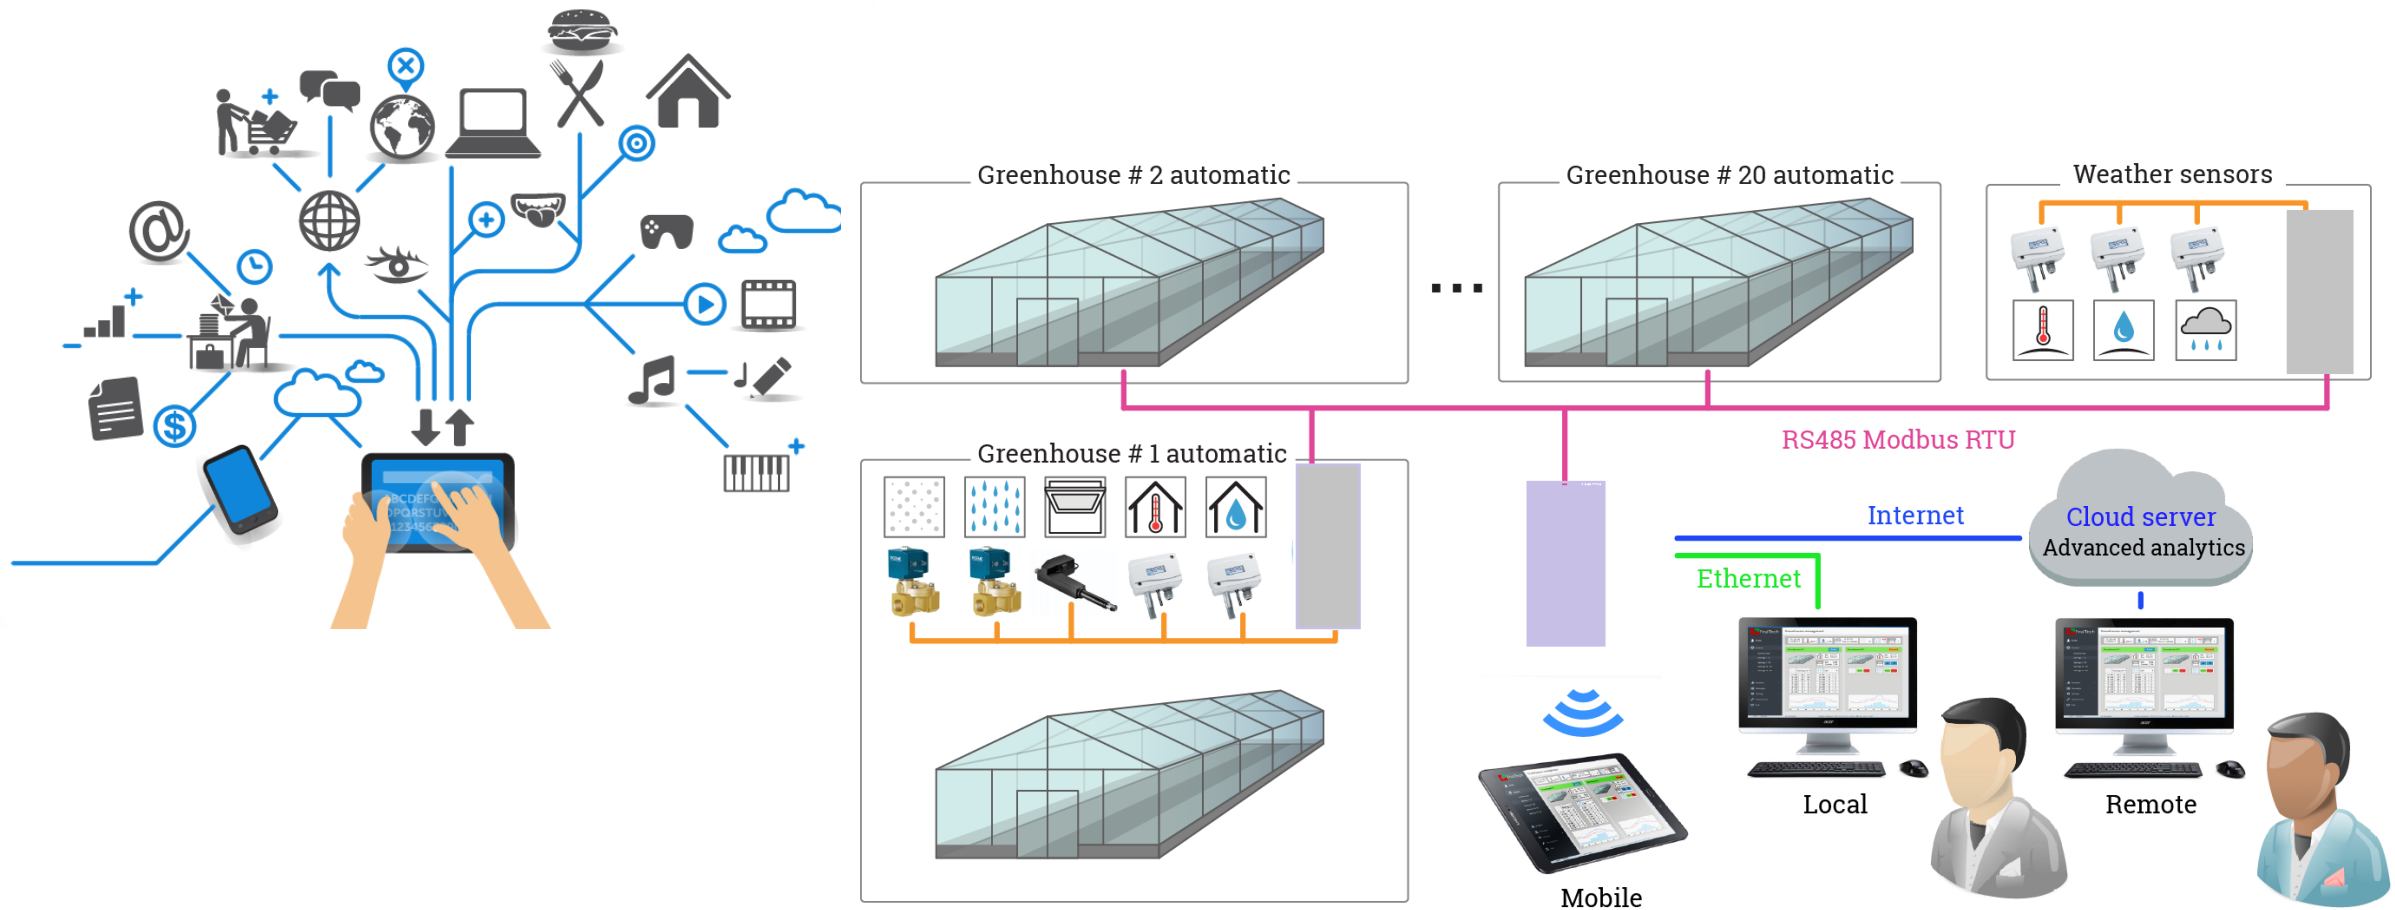 Greenhouse # 2 automatic
Greenhouse # 20 automatic
Weather sensors
RS485 Modbus RTU
Greenhouse # 1 automatic
Internet
Cloud server
Advanced analytics
Ethernet
Local
Remote
Mobile